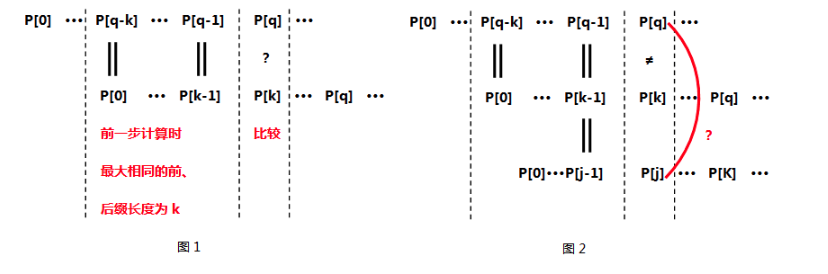 P[0] ••• P[q-k] ••• P[q-1] P[q] •••
?
P[0] ••• P[k-1] P[k] ••• P[q] •••
前一步计算时 比较
最大相同的前、
后缀长度为 k
图 1
P[0] ••• P[q-k] ••• P[q-1] P[q] •••
≠
P[0] ••• P[k-1] P[k] ••• P[q] •••
?
P[0]•••P[j-1] P[j] ••• P[K] •••
图 2